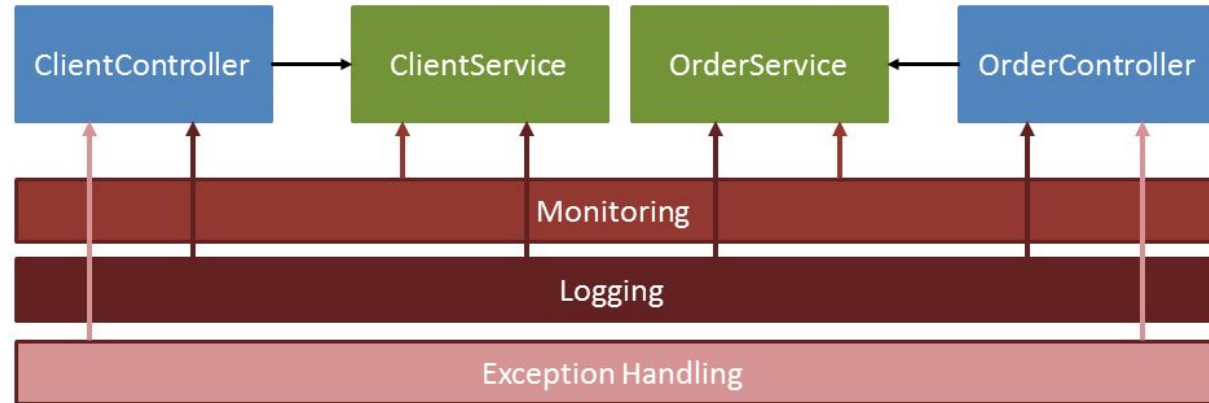 ClientController
ClientService
OrderService
OrderController
Monitoring
Logging
Exception Handling